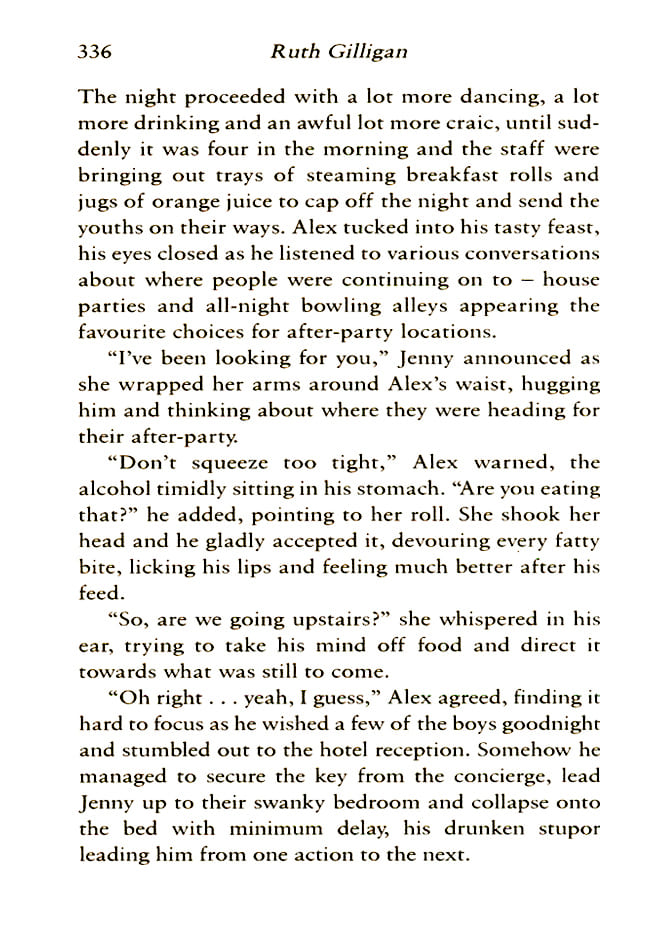 336 Ruth Gilligan
The night proceeded with a lot more dancing, a lot
more drinking and an awful lot more craic, until sud-
denly it was four in the morning and the staff were
bringing out trays of steaming breakfast rolls and
jugs of orange juice to cap off the night and send the
youths on their ways. Alex tucked into his tasty feast,
his eyes closed as he listened to various conversations
about where people were continuing on to – house
parties and all-night bowling alleys appearing the
favourite choices for after-party locations.
“I’ve been looking for you,” Jenny announced as
she wrapped her arms around Alex’s waist, hugging
him and thinking about where they were heading for
their after-party.
“Don’t squeeze too tight,” Alex warned, the
alcohol timidly sitting in his stomach. “Are you eating
that?” he added, pointing to her roll. She shook her
head and he gladly accepted it, devouring every fatty
bite, licking his lips and feeling much better after his
feed.
“So, are we going upstairs?” she whispered in his
ear, trying to take his mind off food and direct it
towards what was still to come.
“Oh right . . . yeah, I guess,” Alex agreed, finding it
hard to focus as he wished a few of the boys goodnight
and stumbled out to the hotel reception. Somehow he
managed to secure the key from the concierge, lead
Jenny up to their swanky bedroom and collapse onto
the bed with minimum delay, his drunken stupor
leading him from one action to the next.